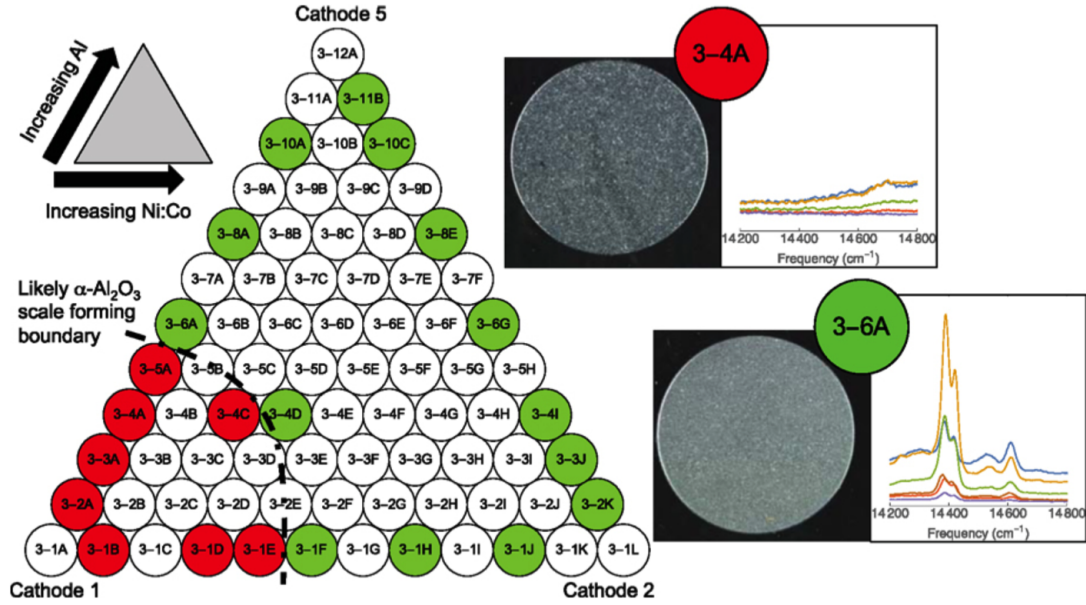 Cathode 5
Increasing Al
Increasing Ni:Co
3–12A
3–11A 3–11B
3–10A 3–10B 3–10C
3–9A 3–9B 3–9C 3–9D
3–8A 3–8B 3–8C 3–8D 3–8E
3–7A 3–7B 3–7C 3–7D 3–7E 3–7F
Likely α-Al₂O₃
scale forming
boundary
3–6A 3–6B 3–6C 3–6D 3–6E 3–6F 3–6G
3–5A 3–5B 3–5C 3–5D 3–5E 3–5F 3–5G 3–5H
3–4A 3–4B 3–4C 3–4D 3–4E 3–4F 3–4G 3–4H 3–4I
3–3A 3–3B 3–3C 3–3D 3–3E 3–3F 3–3G 3–3H 3–3I 3–3J
3–2A 3–2B 3–2C 3–2D 3–2E 3–2F 3–2G 3–2H 3–2I 3–2J 3–2K
3–1A 3–1B 3–1C 3–1D 3–1E 3–1F 3–1G 3–1H 3–1I 3–1J 3–1K 3–1L
Cathode 1
Cathode 2
3–4A
14200 14400 14600 14800
Frequency (cm⁻¹)
3–6A
14200 14400 14600 14800
Frequency (cm⁻¹)